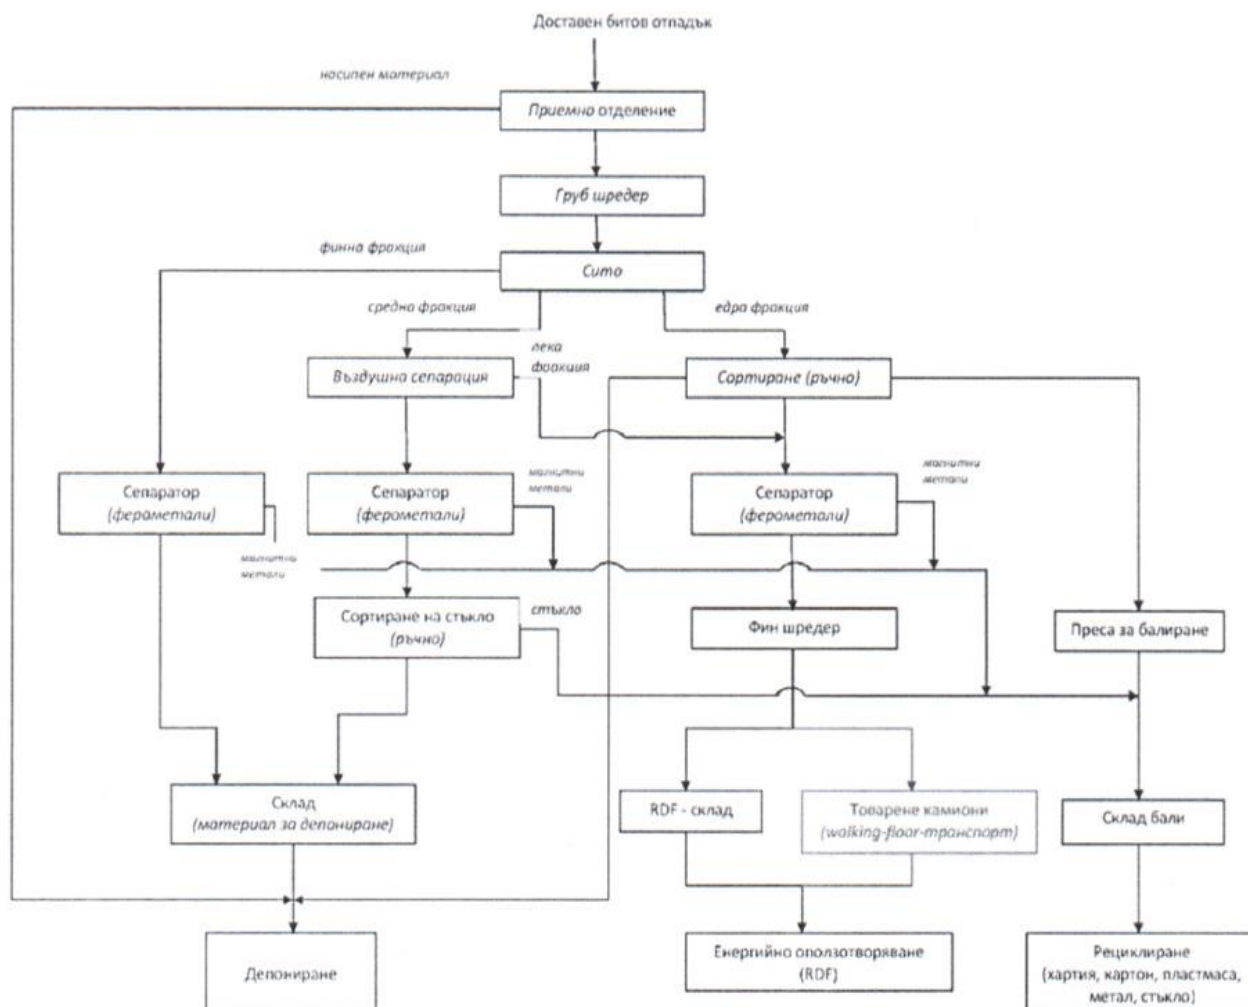 Доставен битов отпадък
насипен материал
Приемно отделение
Груб шредер
финна фракция
Сито
средна фракция
едра фракция
лека
фракция
Въздушна сепарация
Сортиране (ръчно)
магнитни
метали
магнитни
метали
Сепаратор
(ферометали)
Сепаратор
(ферометали)
Сепаратор
(ферометали)
магнитни
метали
Сортиране на стъкло
(ръчно)
стъкло
Фин шредер
Преса за балиране
Склад
(материал за депониране)
RDF - склад
Товарене камиони
(walking-floor-транспорт)
Склад бали
Депониране
Енергийно оползотворяване
(RDF)
Рециклиране
(хартия, картон, пластмаса,
метал, стъкло)